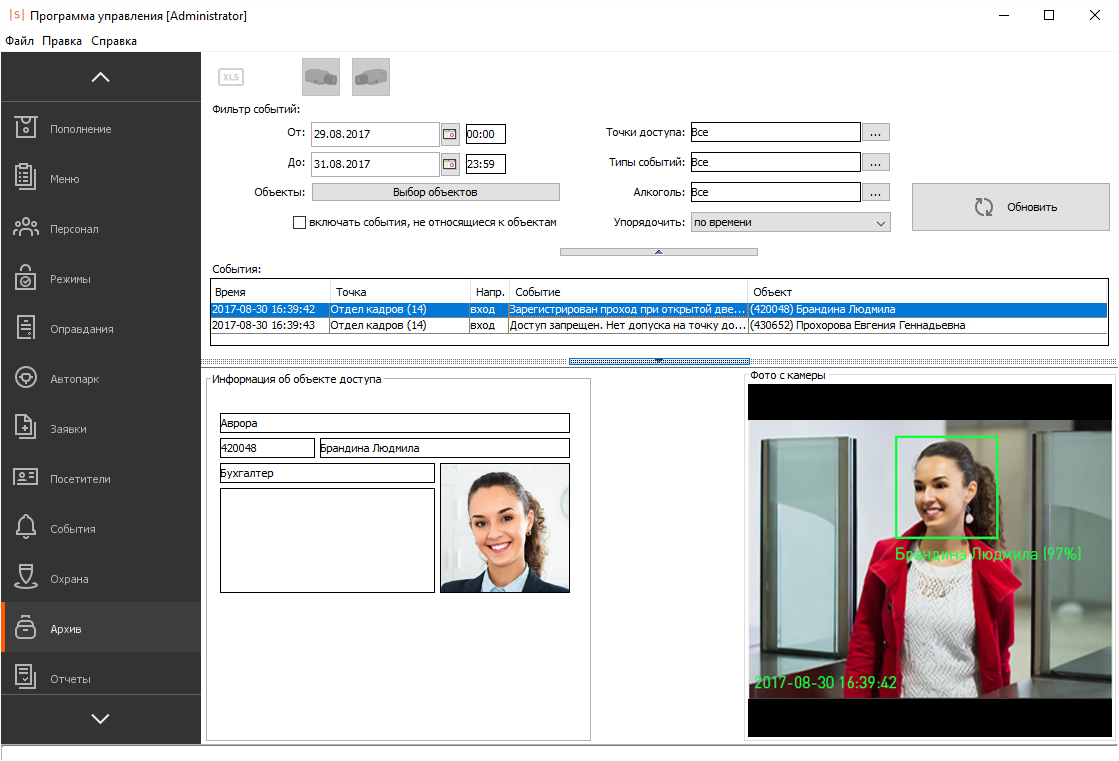 |S| Программа управления [Administrator]
Файл Правка Справка
Пополнение
Меню
Персонал
Режимы
Оправдания
Автопарк
Заявки
Посетители
События
Охрана
Архив
Отчеты
XLS
Фильтр событий:
От: 29.08.2017 00:00
До: 31.08.2017 23:59
Объекты: Выбор объектов
включать события, не относящиеся к объектам
Точки доступа: Все ...
Типы событий: Все ...
Алкоголь: Все ...
Упорядочить: по времени
Обновить
События:
Время Точка Напр. Событие Объект
2017-08-30 16:39:42 Отдел кадров (14) вход Зарегистрирован проход при открытой две... (420048) Брандина Людмила
2017-08-30 16:39:43 Отдел кадров (14) вход Доступ запрещен. Нет допуска на точку до... (430652) Прохорова Евгения Геннадьевна
Информация об объекте доступа
Аврора
420048 Брандина Людмила
Бухгалтер
Фото с камеры
Брандина Людмила (97%)
2017-08-30 16:39:42